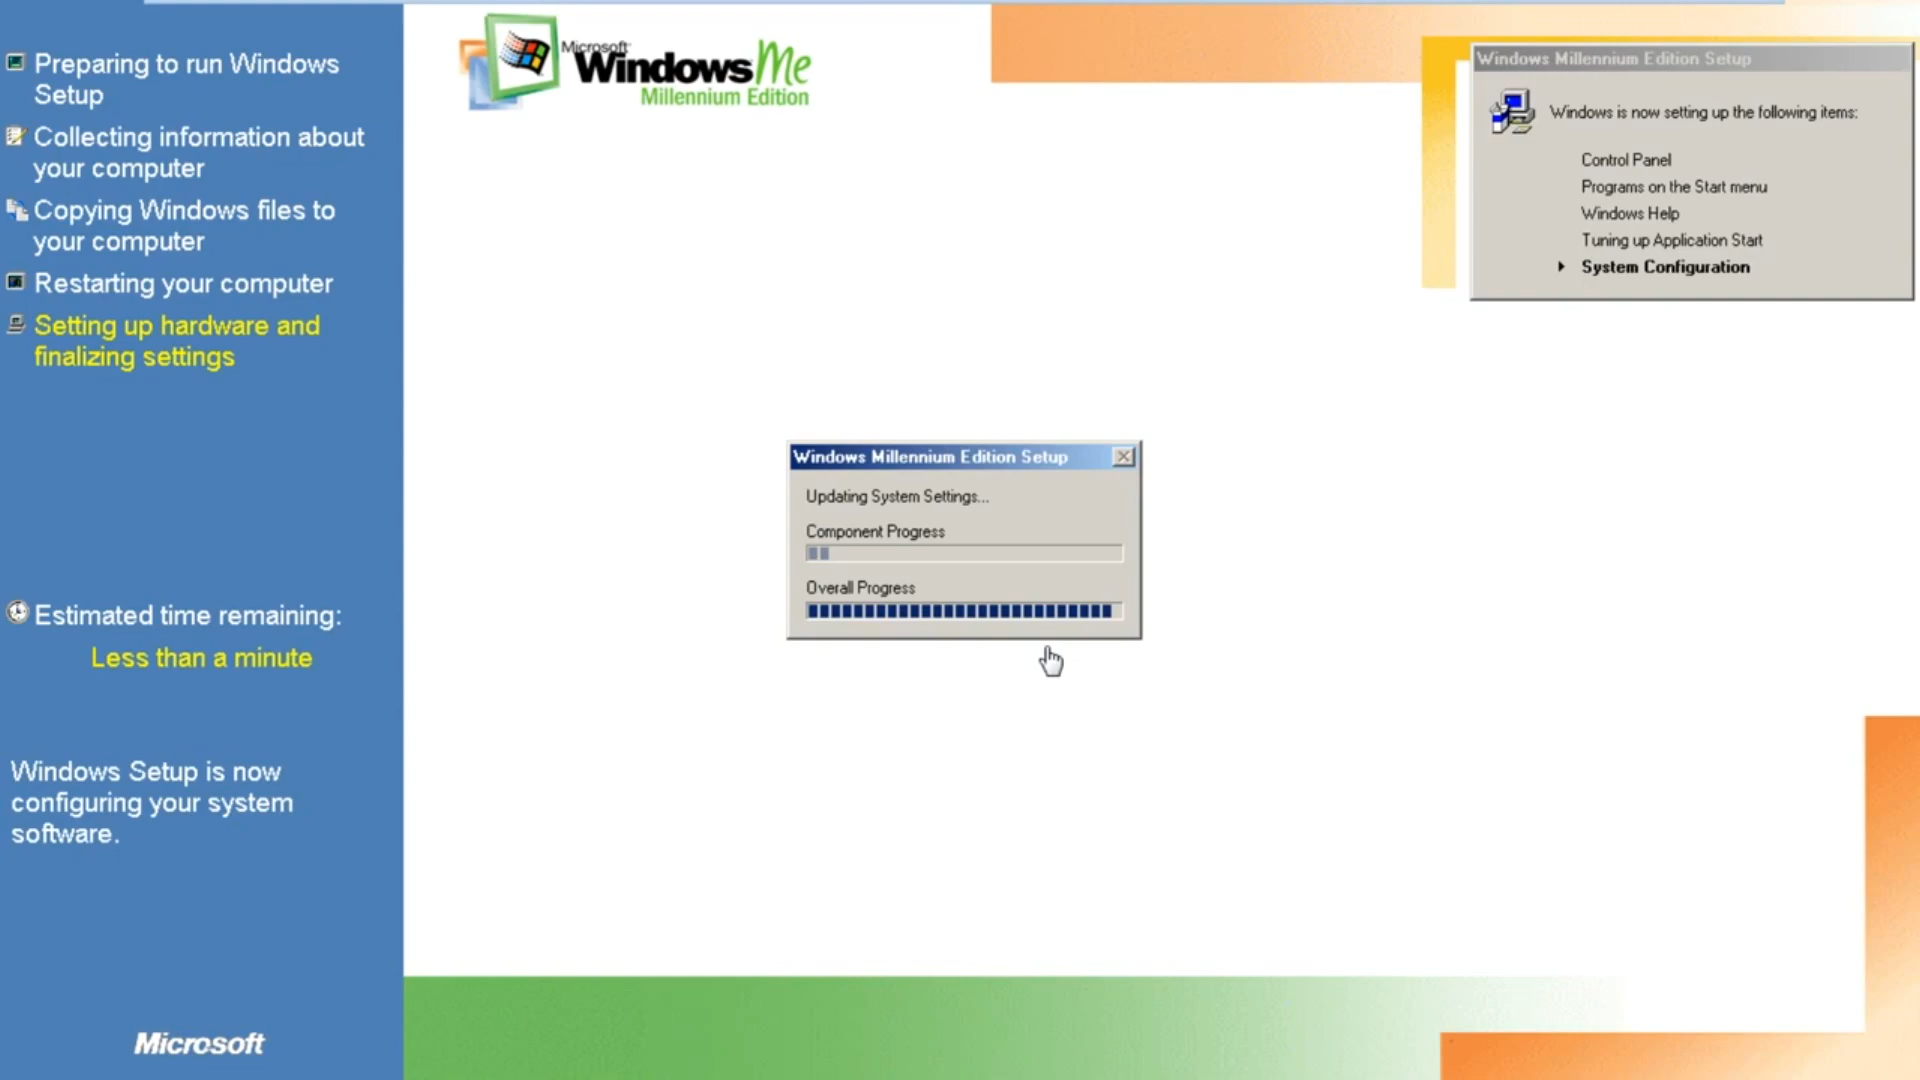 Preparing to run Windows
Setup
Collecting information about
your computer
Copying Windows files to
your computer
Restarting your computer
Setting up hardware and
finalizing settings
Estimated time remaining:
Less than a minute
Windows Setup is now
configuring your system
software.
Microsoft
Microsoft
Windows Me
Millennium Edition
Windows Millennium Edition Setup
Updating System Settings...
Component Progress
Overall Progress
Windows Millennium Edition Setup
Windows is now setting up the following items:
Control Panel
Programs on the Start menu
Windows Help
Tuning up Application Start
System Configuration